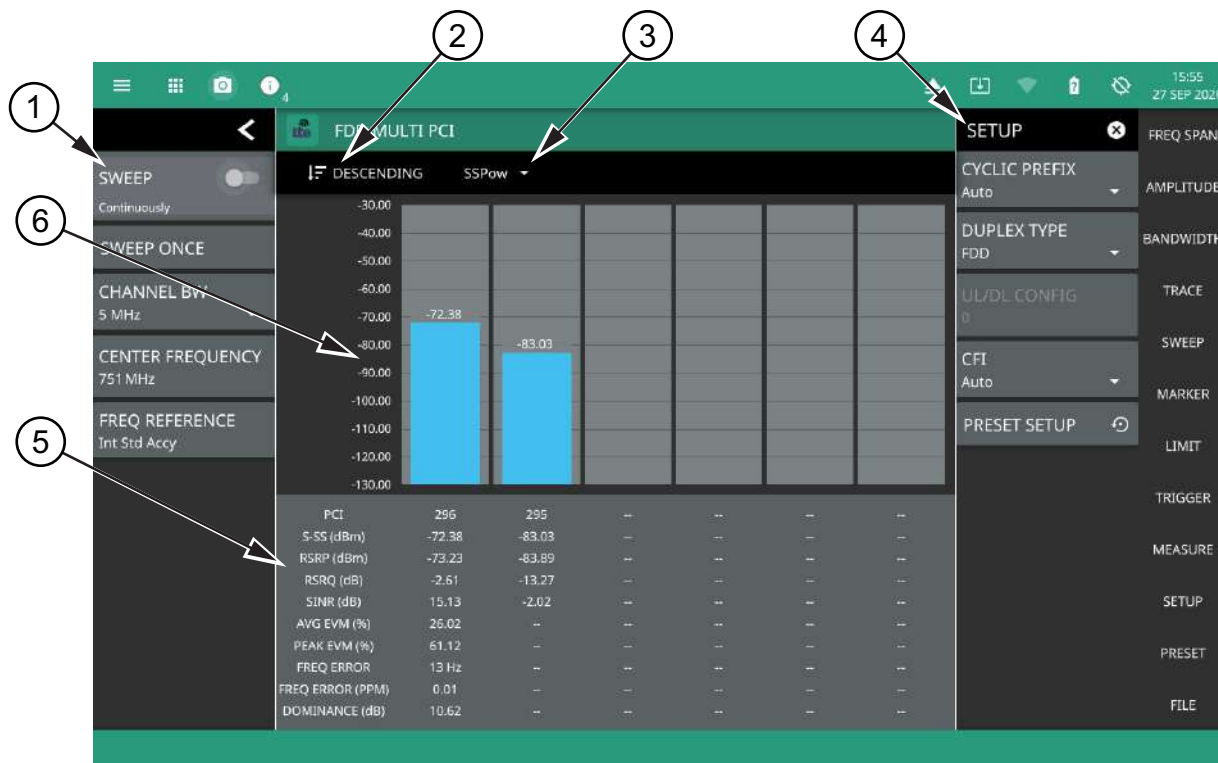 2
3
4
1
6
5
4
15:55
27 SEP 202
SWEEP
Continuously
SWEEP ONCE
CHANNEL BW
5 MHz
CENTER FREQUENCY
751 MHz
FREQ REFERENCE
Int Std Accy
MULTI PCI
DESCENDING SSPow
-30.00
-40.00
-50.00
-60.00
-70.00
-80.00
-90.00
-100.00
-110.00
-120.00
-130.00
-72.38
-83.03
PCI 296 295 -- -- -- --
S-SS (dBm) -72.38 -83.03 -- -- -- --
RSRP (dBm) -73.23 -83.89 -- -- -- --
RSRQ (dB) -2.61 -13.27 -- -- -- --
SINR (dB) 15.13 -2.02 -- -- -- --
AVG EVM (%) 26.02 -- -- -- -- --
PEAK EVM (%) 61.12 -- -- -- -- --
FREQ ERROR 13 Hz -- -- -- -- --
FREQ ERROR (PPM) 0.01 -- -- -- -- --
DOMINANCE (dB) 10.62 -- -- -- -- --
SETUP
CYCLIC PREFIX
Auto
DUPLEX TYPE
FDD
UL/DL CONFIG
0
CFI
Auto
PRESET SETUP
FREQ SPAN
AMPLITUDE
BANDWIDTH
TRACE
SWEEP
MARKER
LIMIT
TRIGGER
MEASURE
SETUP
PRESET
FILE